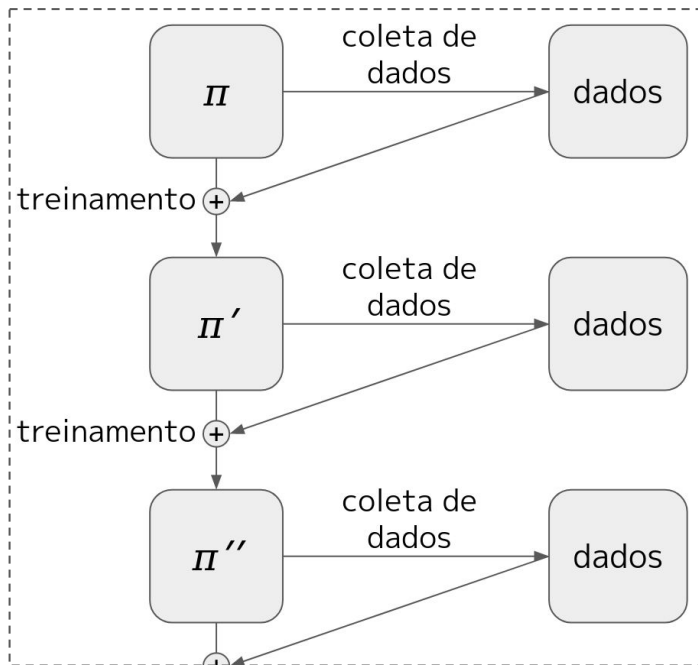 coleta de
dados
π
dados
treinamento
+
coleta de
dados
π′
dados
treinamento
+
coleta de
dados
π′′
dados
+